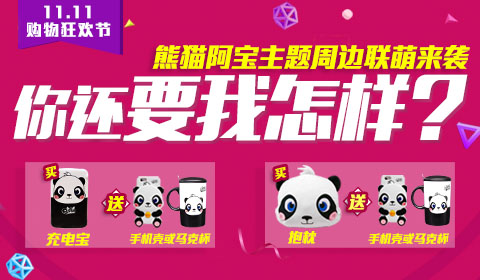 11.11
购物狂欢节
熊猫阿宝主题周边联萌来袭
你还要我怎样?
买 送
充电宝 手机壳或马克杯
买 送
抱枕 手机壳或马克杯